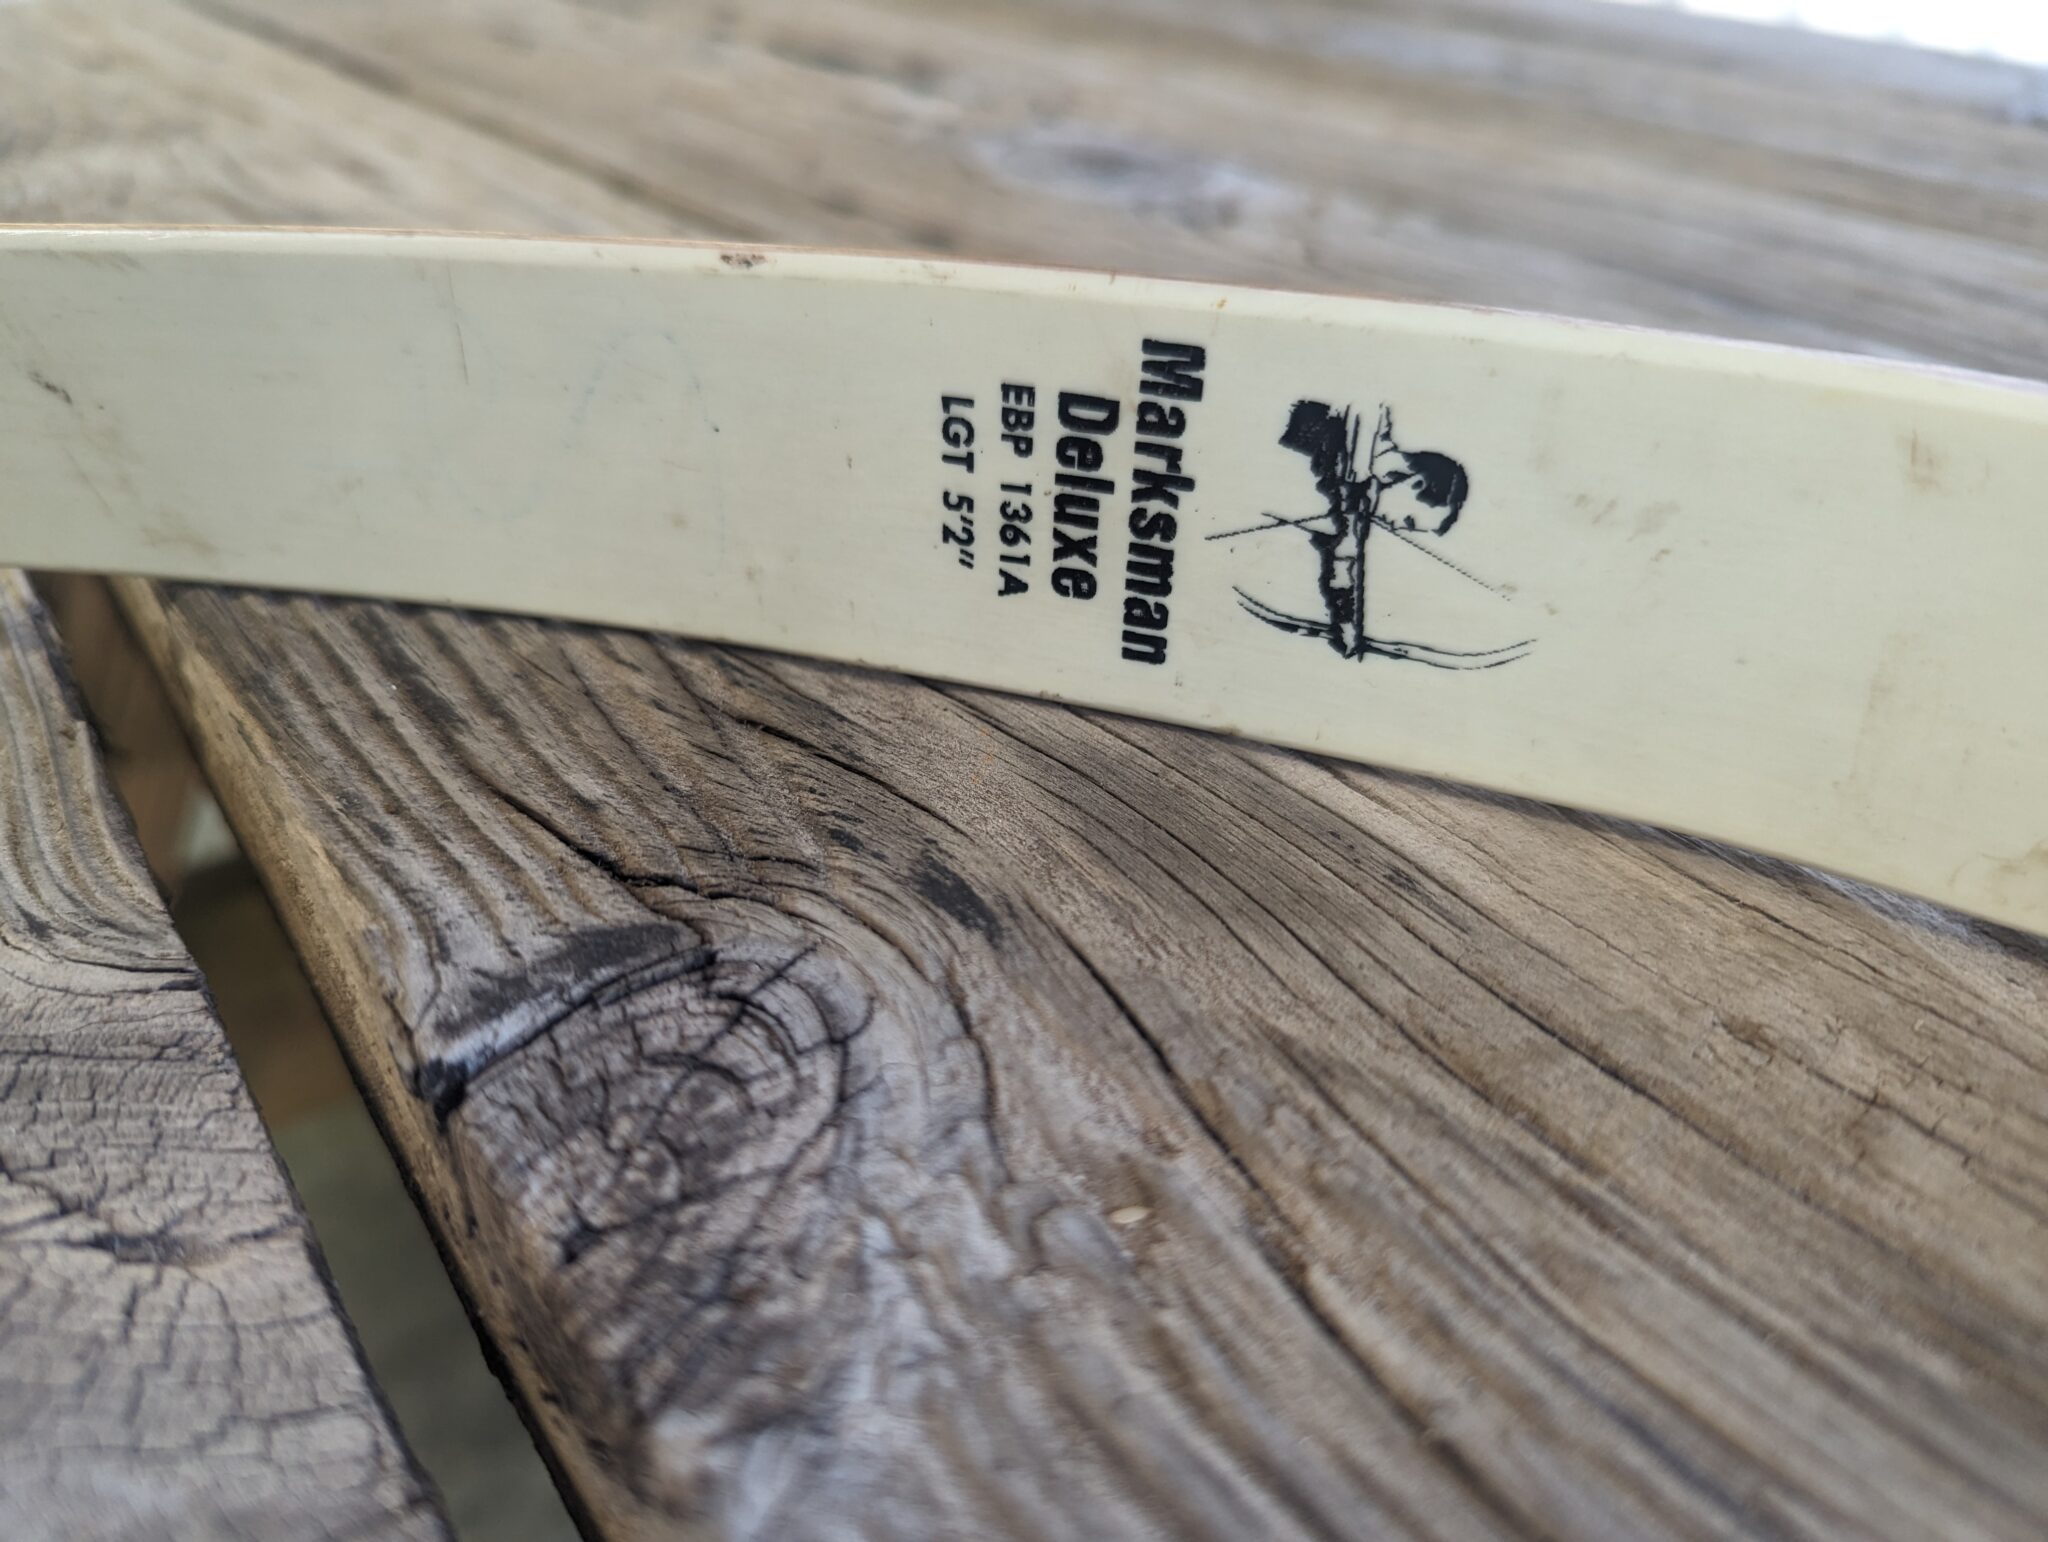 Marksman
Deluxe
EBP 1361A
LGT 5'2"